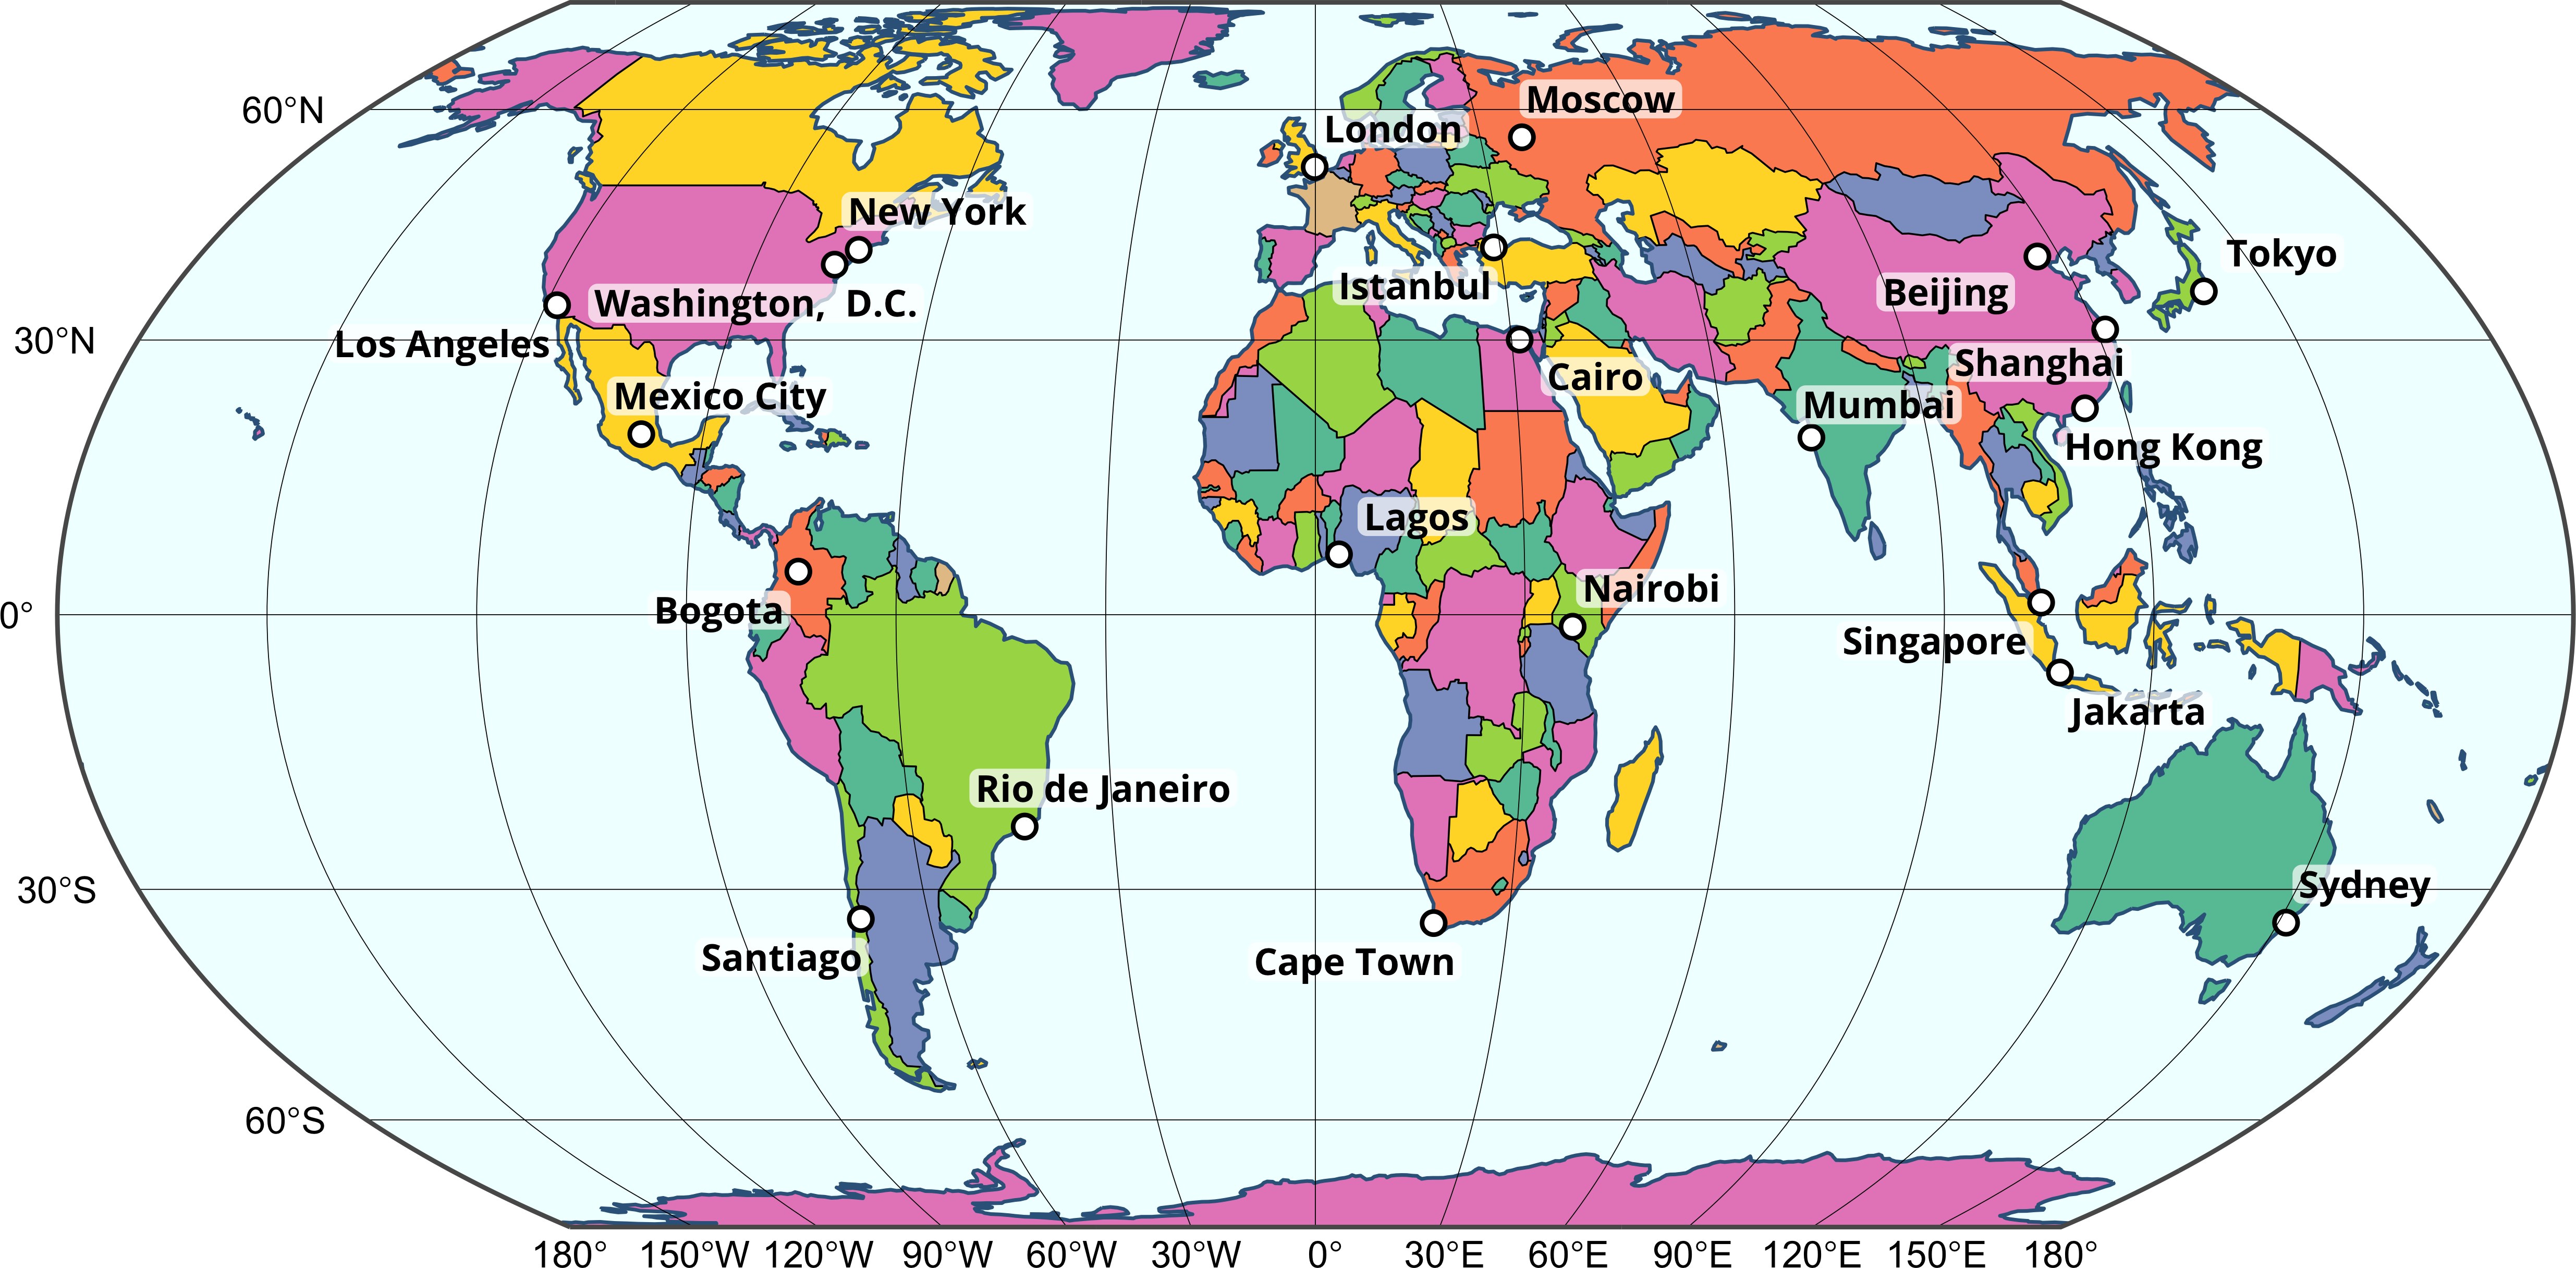 60°N
Moscow
London
New York
Tokyo
Istanbul
Beijing
Washington, D.C.
30°N
Los Angeles
Shanghai
Cairo
Mexico City
Mumbai
Hong Kong
Lagos
Nairobi
0°
Bogota
Singapore
Jakarta
Rio de Janeiro
30°S
Sydney
Santiago
Cape Town
60°S
180° 150°W 120°W 90°W 60°W 30°W 0° 30°E 60°E 90°E 120°E 150°E 180°